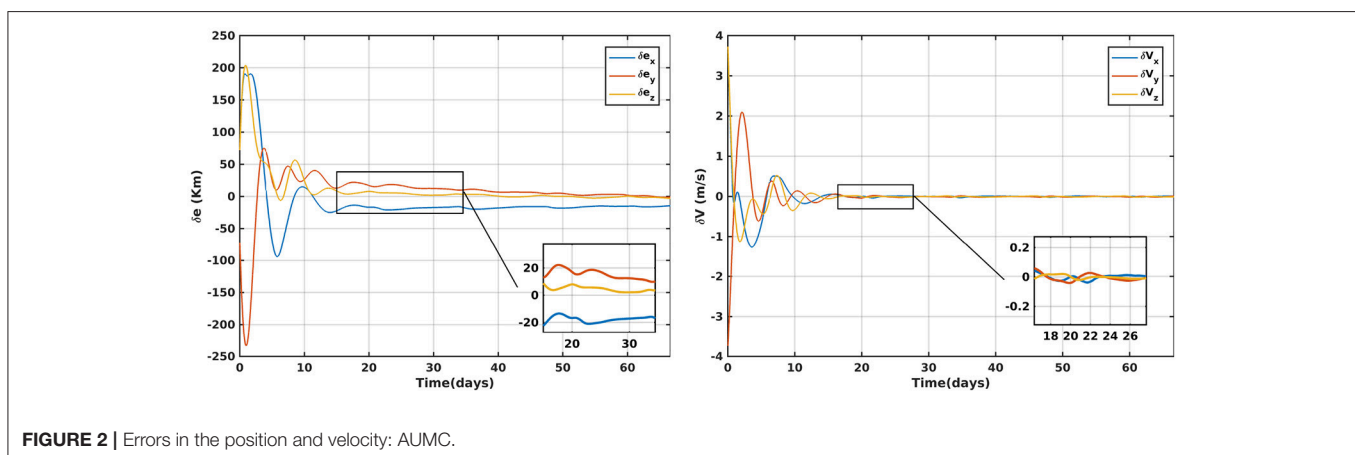 250
200
150
100
50
0
-50
-100
-150
-200
-250
δe (Km)
0 10 20 30 40 50 60
Time(days)
δe_x
δe_y
δe_z
20
0
-20
20 30
4
3
2
1
0
-1
-2
-3
-4
δV (m/s)
0 10 20 30 40 50 60
Time(days)
δV_x
δV_y
δV_z
0.2
0
-0.2
18 20 22 24 26
FIGURE 2 | Errors in the position and velocity: AUMC.